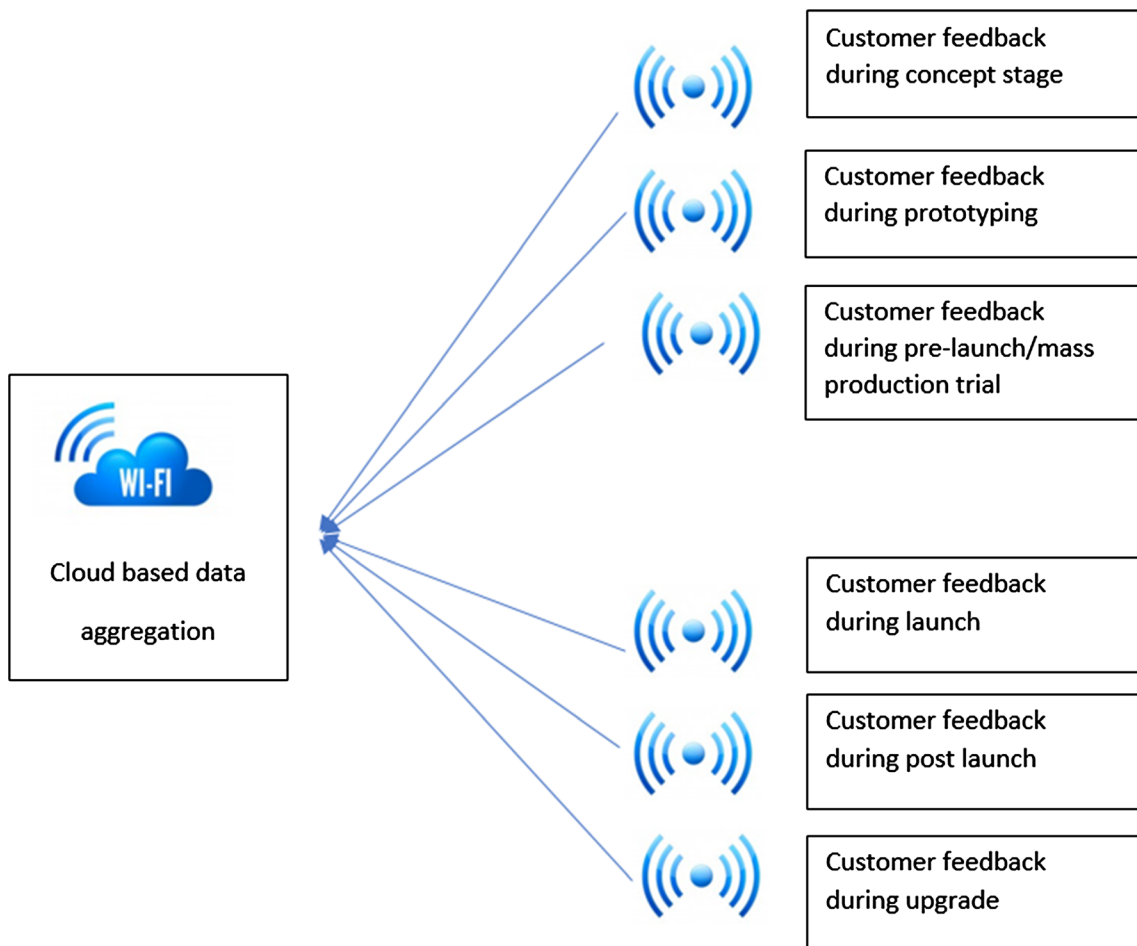 Customer feedback
during concept stage
Customer feedback
during prototyping
Customer feedback
during pre-launch/mass
production trial
WI-FI
Cloud based data
aggregation
Customer feedback
during launch
Customer feedback
during post launch
Customer feedback
during upgrade